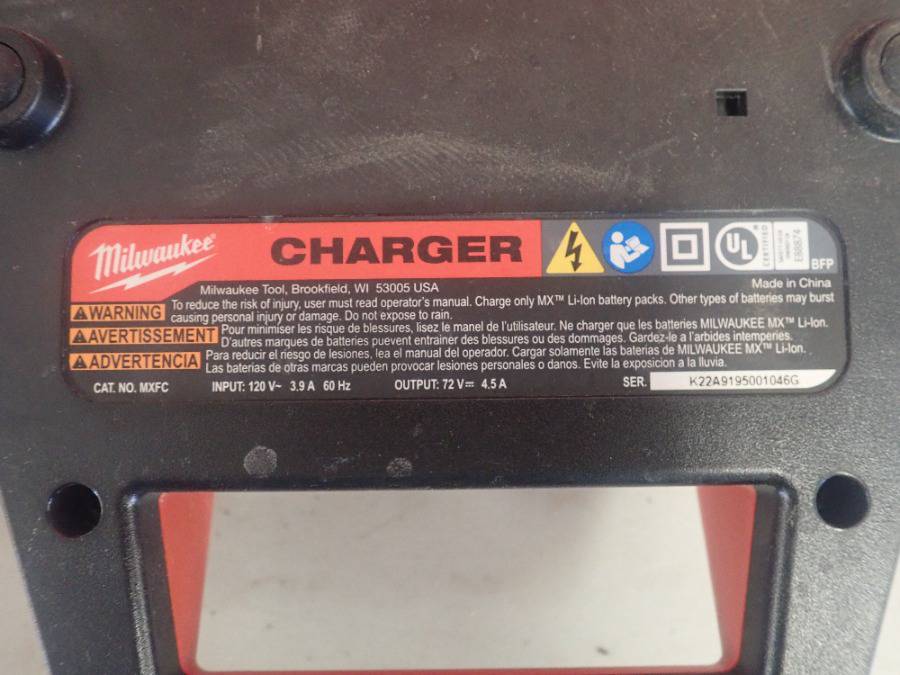 Milwaukee®
CHARGER
UL
CERTIFIED
E88874
BFP
Milwaukee Tool, Brookfield, WI 53005 USA
Made in China
WARNING To reduce the risk of injury, user must read operator's manual. Charge only MX™ Li-Ion battery packs. Other types of batteries may burst
causing personal injury or damage. Do not expose to rain.
AVERTISSEMENT Pour minimiser les risque de blessures, lisez le manel de l'utilisateur. Ne charger que les batteries MILWAUKEE MX™ Li-Ion.
D'autres marques de batteries puevent entrainer des blessures ou des dommages. Gardez-le a l'arbides intemperies.
ADVERTENCIA Para reducir el riesgo de lesiones, lea el manual del operador. Cargar solamente las baterias de MILWAUKEE MX™ Li-Ion.
Las baterias de otras marcas pueden provocar lesiones personales o danos. Evite la exposicion a la lluvia.
CAT. NO. MXFC INPUT: 120 V~ 3.9 A 60 Hz OUTPUT: 72 V⎓ 4.5 A SER. K22A9195001046G